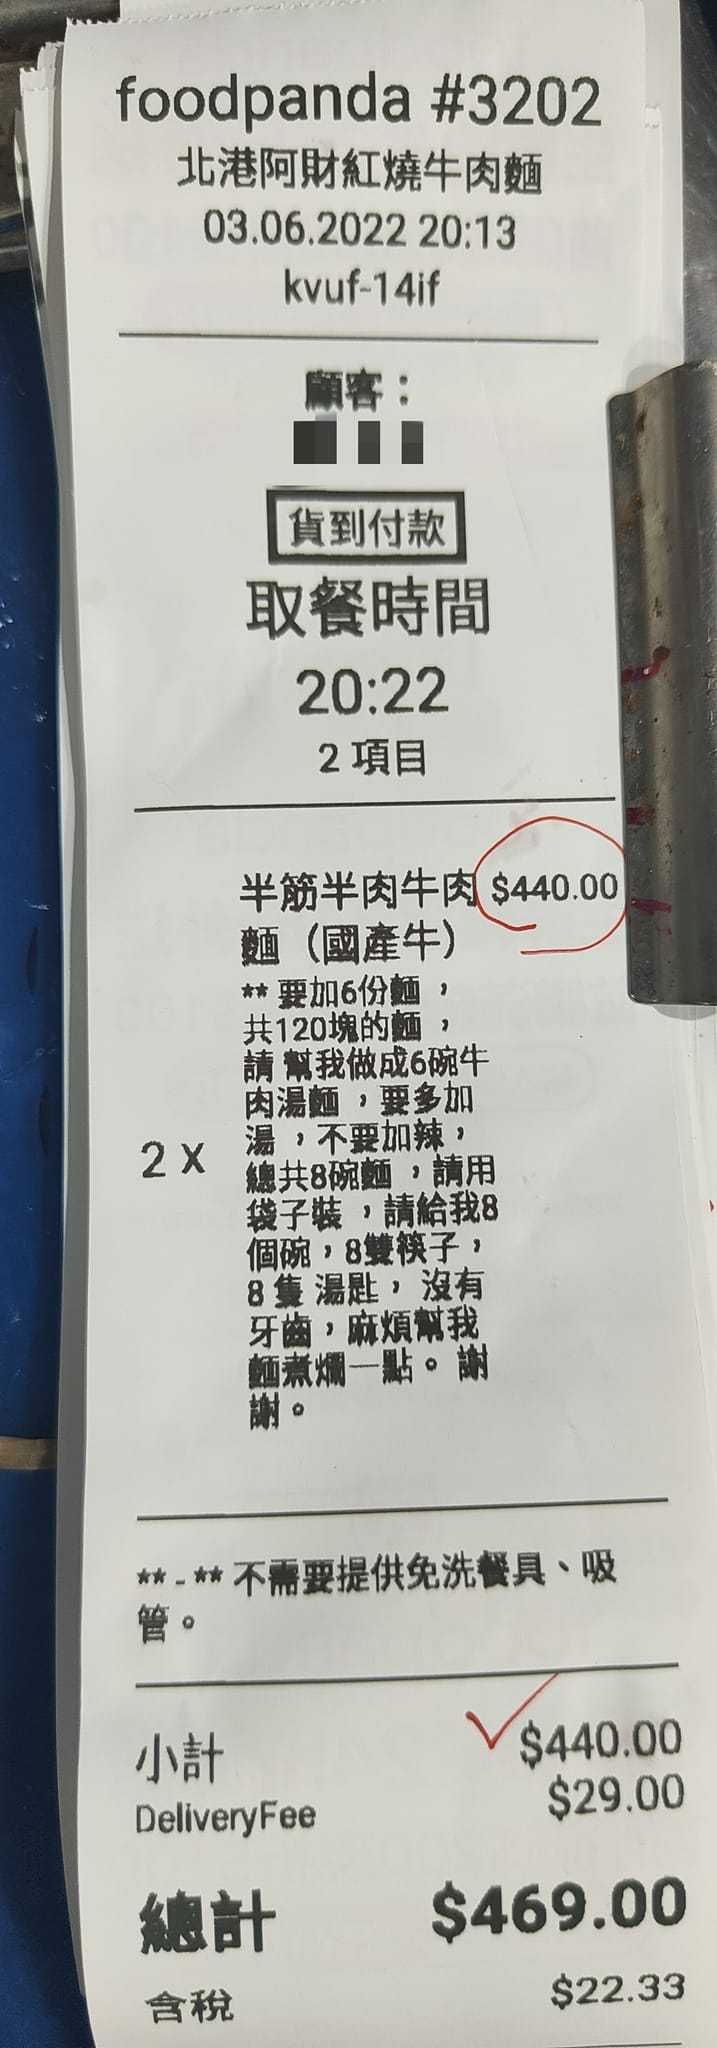 foodpanda #3202
北港阿財紅燒牛肉麵
03.06.2022 20:13
kvuf-14if
顧客：
貨到付款
取餐時間
20:22
2 項目
半筋半肉牛肉 $440.00
麵（國產牛）
** 要加6份麵，
共120塊的麵，
請 幫我做成6碗牛
肉湯麵，要多加
湯，不要加辣，
2 X 總共8碗麵，請用
袋子裝，請給我8
個碗，8雙筷子，
8 隻 湯匙， 沒有
牙齒，麻煩幫我
麵煮爛一點。 謝
謝。
** - ** 不需要提供免洗餐具、吸
管。
小計 $440.00
DeliveryFee $29.00
總計 $469.00
含稅 $22.33